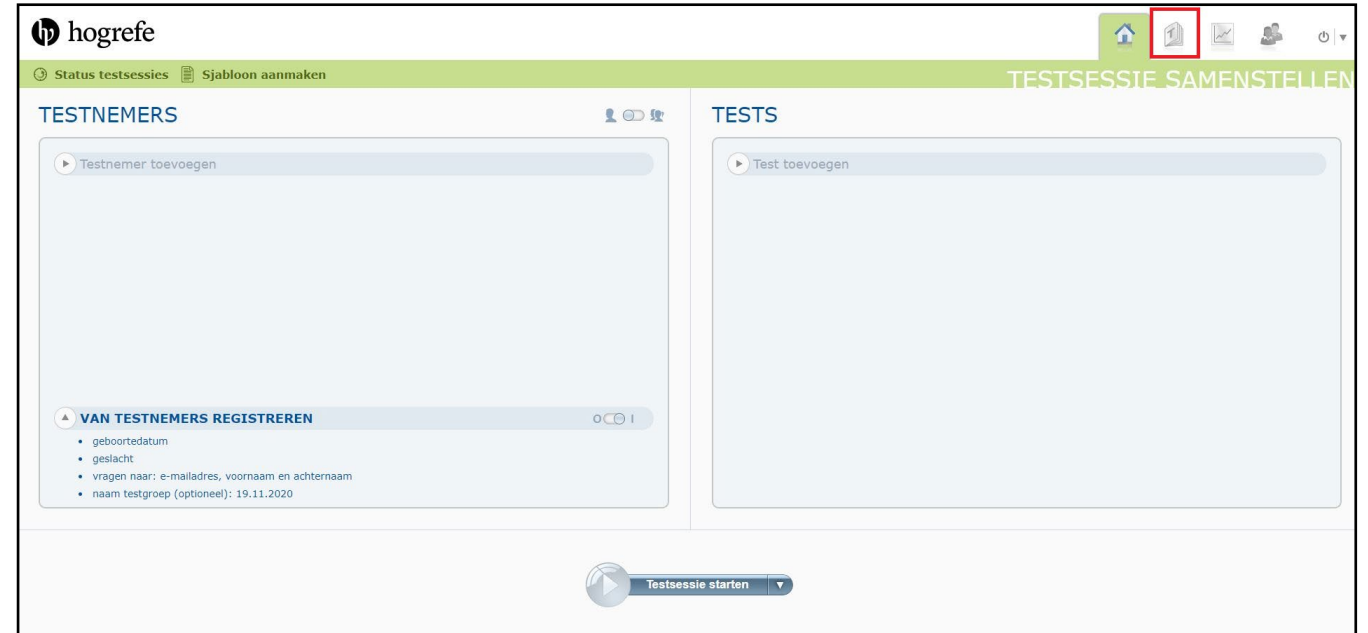 hogrefe
Status testsessies Sjabloon aanmaken
TESTSESSIE SAMENSTELLEN
TESTNEMERS
Testnemer toevoegen
VAN TESTNEMERS REGISTREREN O I
• geboortedatum
• geslacht
• vragen naar: e-mailadres, voornaam en achternaam
• naam testgroep (optioneel): 19.11.2020
TESTS
Test toevoegen
Testsessie starten